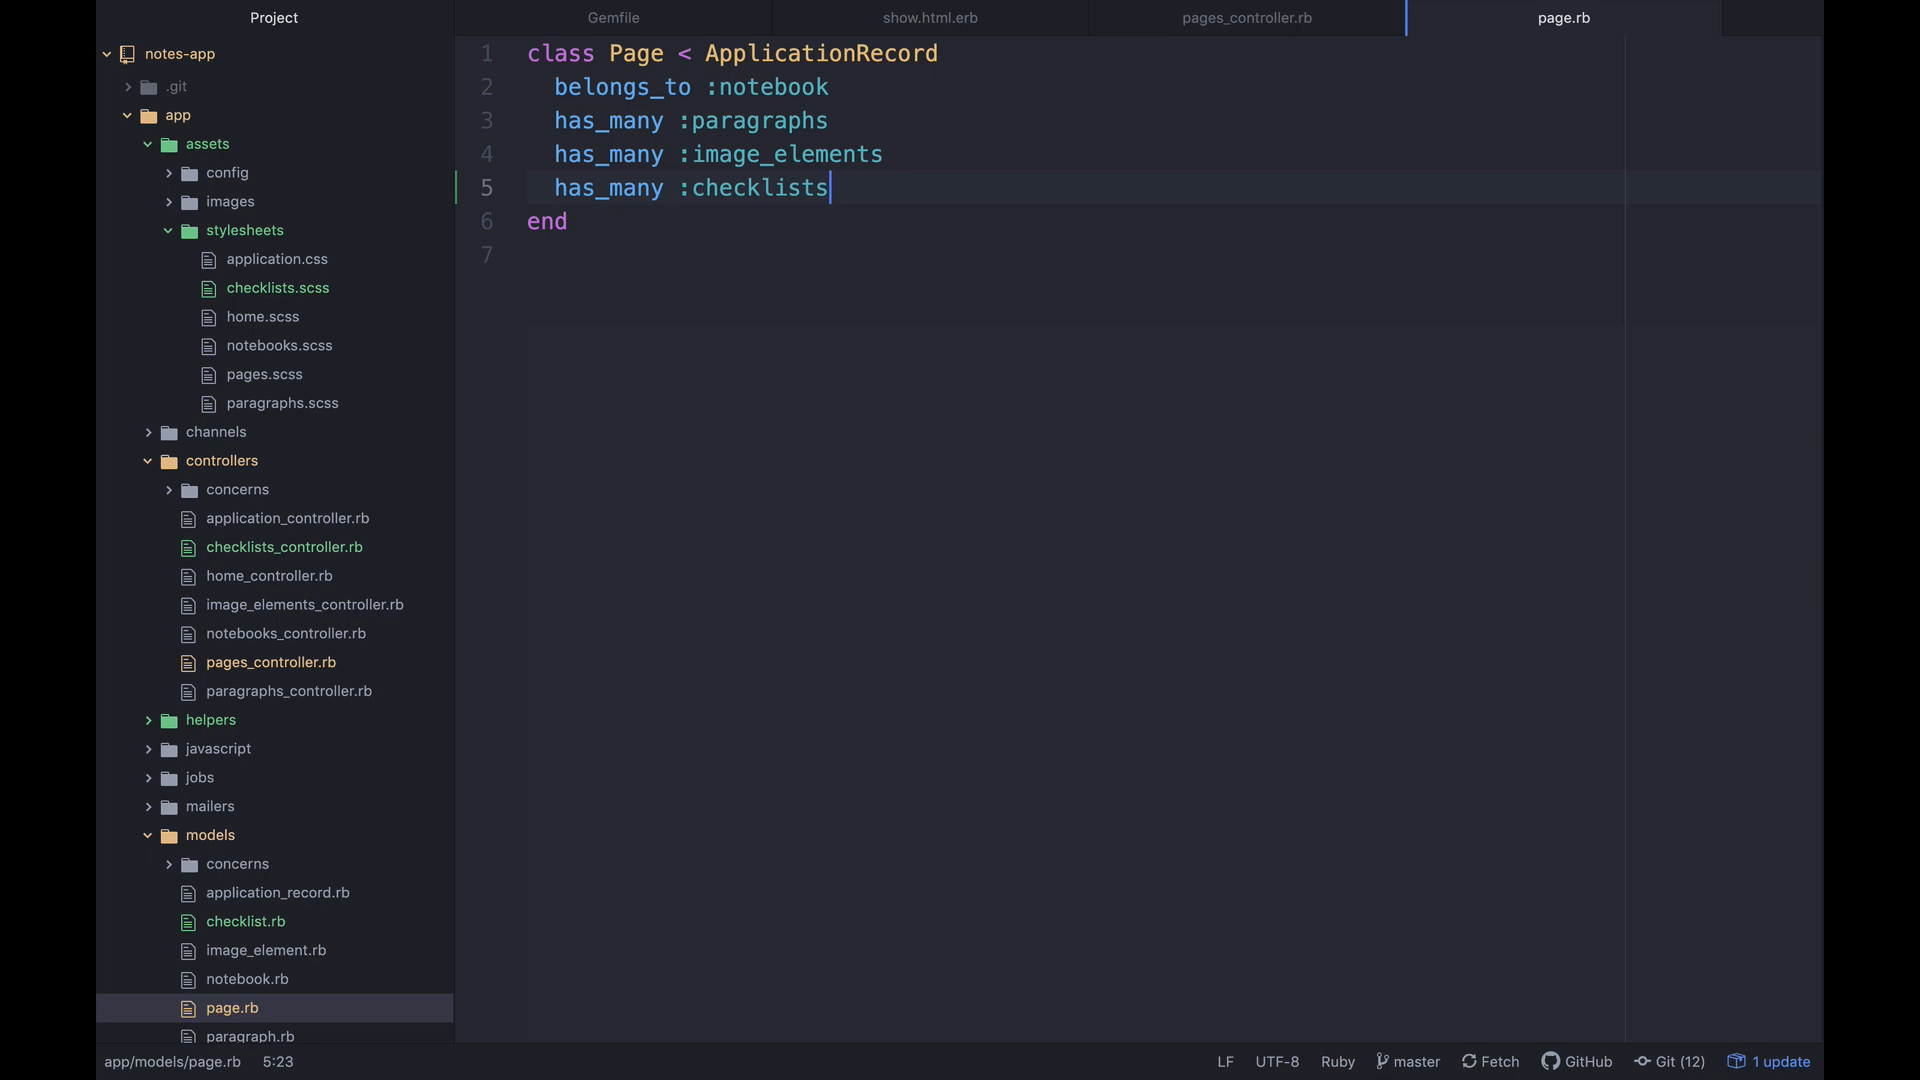 Project
notes-app
.git
app
assets
config
images
stylesheets
application.css
checklists.scss
home.scss
notebooks.scss
pages.scss
paragraphs.scss
channels
controllers
concerns
application_controller.rb
checklists_controller.rb
home_controller.rb
image_elements_controller.rb
notebooks_controller.rb
pages_controller.rb
paragraphs_controller.rb
helpers
javascript
jobs
mailers
models
concerns
application_record.rb
checklist.rb
image_element.rb
notebook.rb
page.rb
paragraph.rb
Gemfile show.html.erb pages_controller.rb page.rb
1 class Page < ApplicationRecord
2 belongs_to :notebook
3 has_many :paragraphs
4 has_many :image_elements
5 has_many :checklists
6 end
7
app/models/page.rb 5:23 LF UTF-8 Ruby master Fetch GitHub Git (12) 1 update